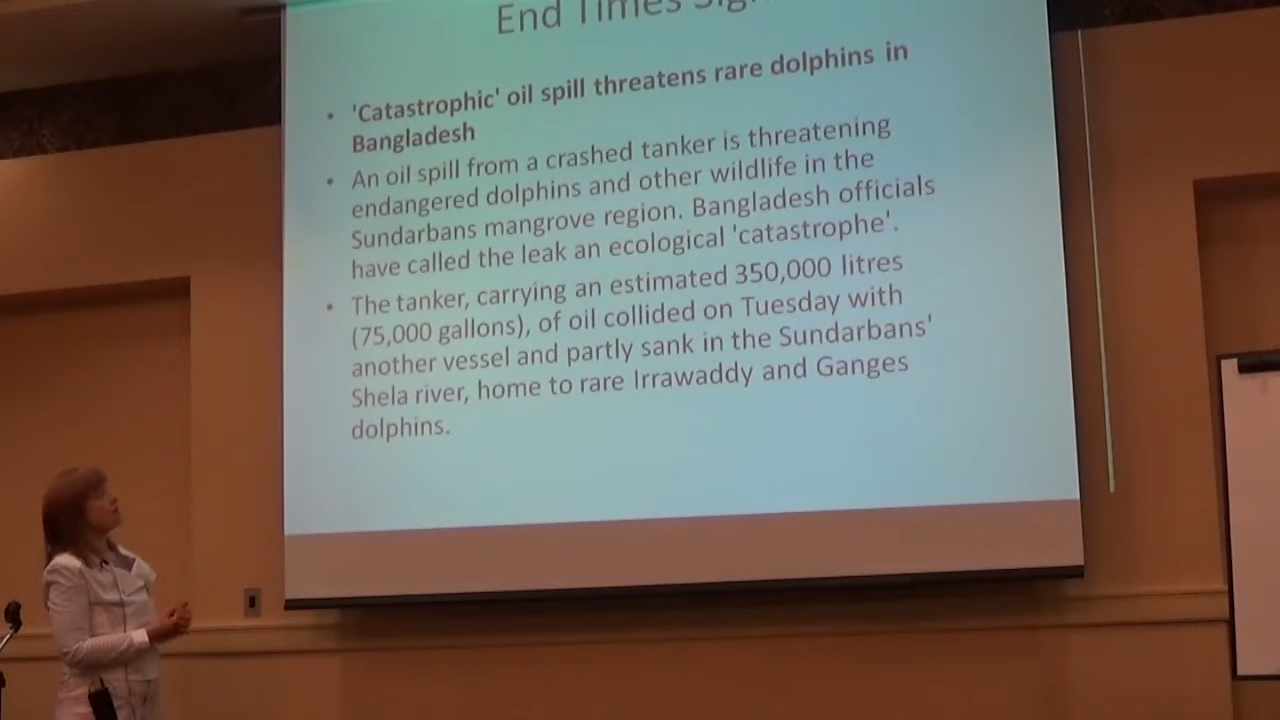 End Times
• 'Catastrophic' oil spill threatens rare dolphins in
Bangladesh
• An oil spill from a crashed tanker is threatening
endangered dolphins and other wildlife in the
Sundarbans mangrove region. Bangladesh officials
have called the leak an ecological 'catastrophe'.
• The tanker, carrying an estimated 350,000 litres
(75,000 gallons), of oil collided on Tuesday with
another vessel and partly sank in the Sundarbans'
Shela river, home to rare Irrawaddy and Ganges
dolphins.